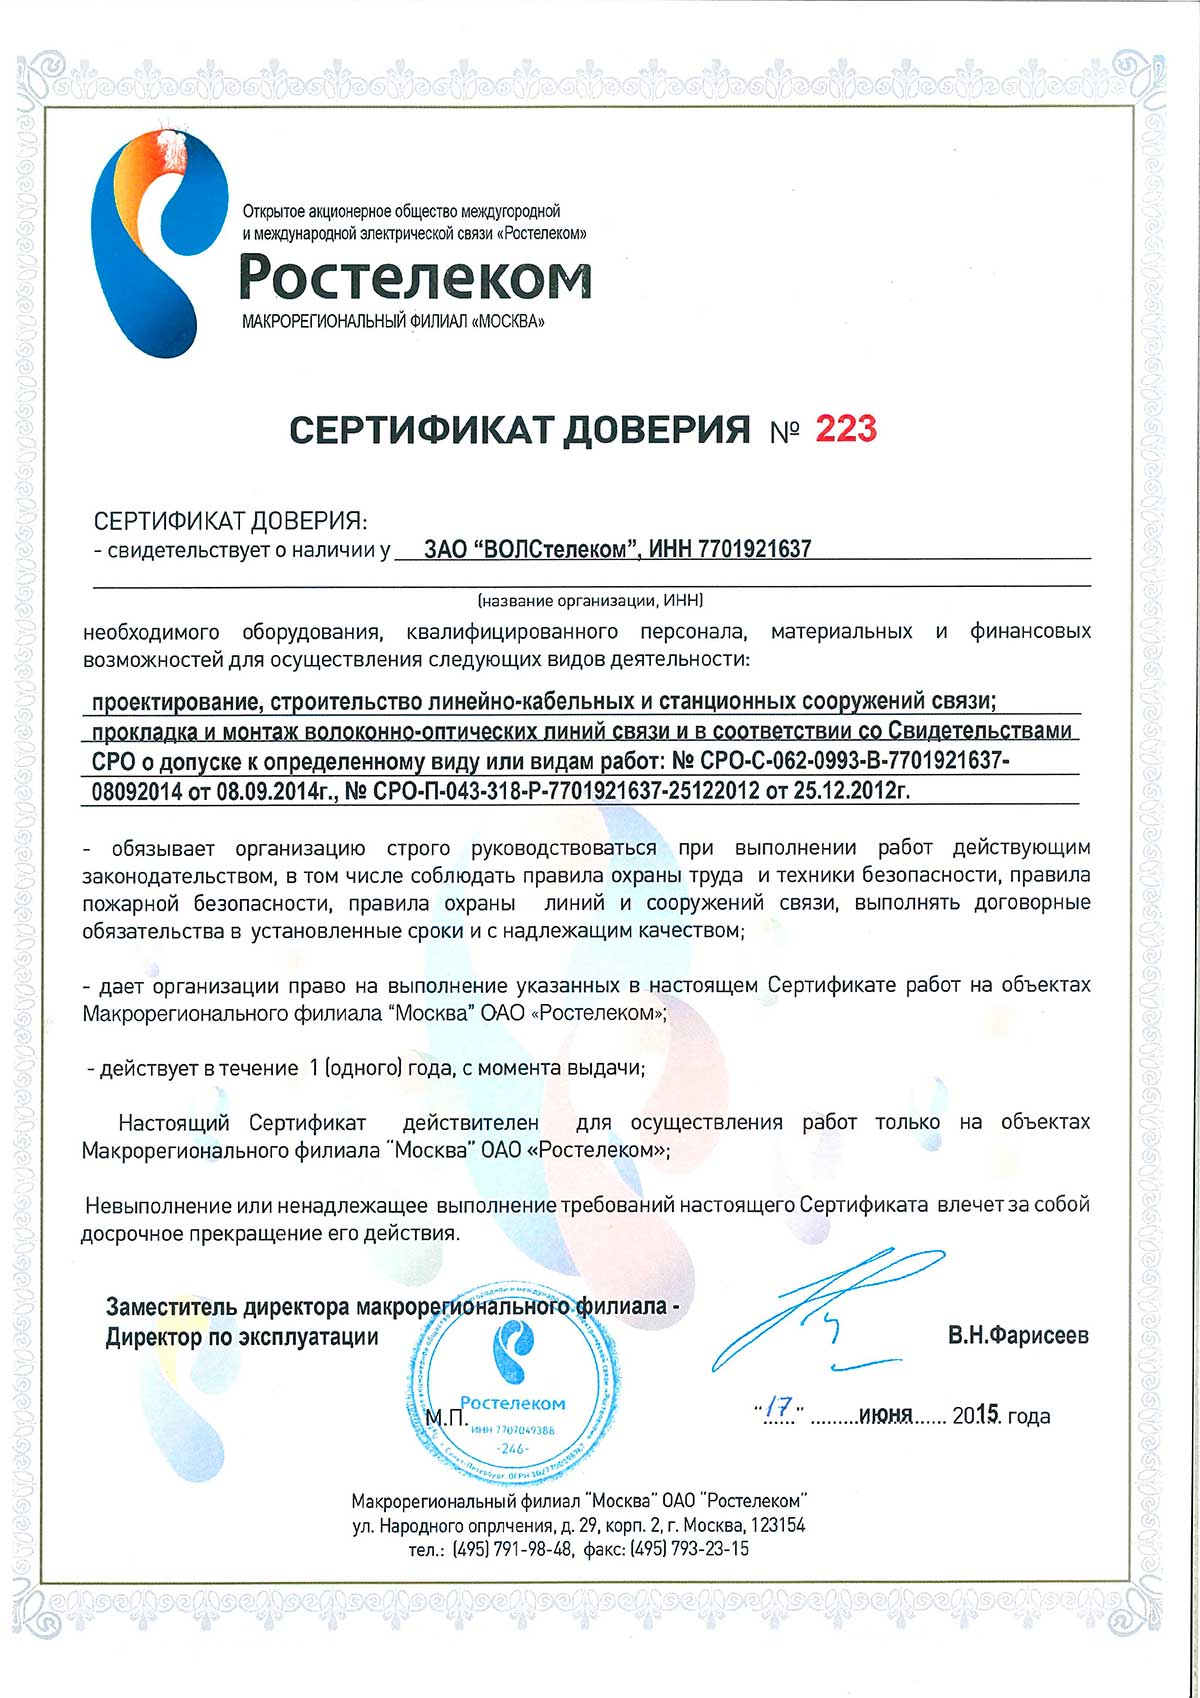 Открытое акционерное общество междугородной
и международной электрической связи «Ростелеком»
Ростелеком
МАКРОРЕГИОНАЛЬНЫЙ ФИЛИАЛ «МОСКВА»
СЕРТИФИКАТ ДОВЕРИЯ № 223
СЕРТИФИКАТ ДОВЕРИЯ:
- свидетельствует о наличии у ЗАО “ВОЛСтелеком”, ИНН 7701921637
(название организации, ИНН)
необходимого оборудования, квалифицированного персонала, материальных и финансовых
возможностей для осуществления следующих видов деятельности:
проектирование, строительство линейно-кабельных и станционных сооружений связи;
прокладка и монтаж волоконно-оптических линий связи и в соответствии со Свидетельствами
СРО о допуске к определенному виду или видам работ: № СРО-С-062-0993-В-7701921637-
08092014 от 08.09.2014г., № СРО-П-043-318-Р-7701921637-25122012 от 25.12.2012г.
- обязывает организацию строго руководствоваться при выполнении работ действующим
законодательством, в том числе соблюдать правила охраны труда и техники безопасности, правила
пожарной безопасности, правила охраны линий и сооружений связи, выполнять договорные
обязательства в установленные сроки и с надлежащим качеством;
- дает организации право на выполнение указанных в настоящем Сертификате работ на объектах
Макрорегионального филиала “Москва” ОАО «Ростелеком»;
- действует в течение 1 (одного) года, с момента выдачи;
Настоящий Сертификат действителен для осуществления работ только на объектах
Макрорегионального филиала “Москва” ОАО «Ростелеком»;
Невыполнение или ненадлежащее выполнение требований настоящего Сертификата влечет за собой
досрочное прекращение его действия.
Заместитель директора макрорегионального филиала -
Директор по эксплуатации
В.Н.Фарисеев
Ростелеком
М.П.
ИНН 7707049388
-246-
“17” .........июня...... 2015. года
Макрорегиональный филиал “Москва” ОАО “Ростелеком”
ул. Народного опрлчения, д. 29, корп. 2, г. Москва, 123154
тел.: (495) 791-98-48, факс: (495) 793-23-15